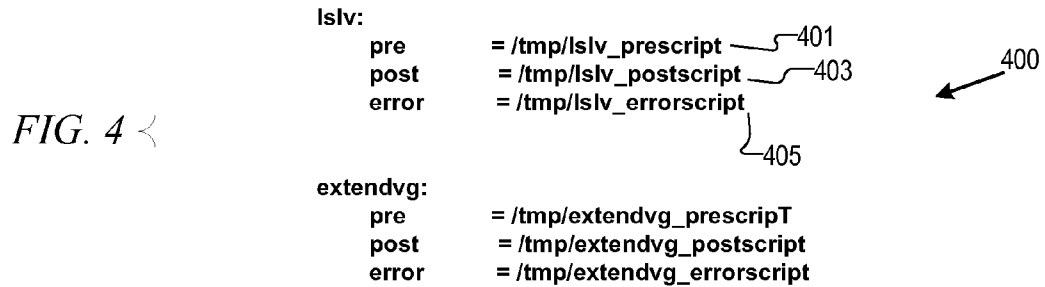 lslv:
pre = /tmp/lslv_prescript 401
post = /tmp/lslv_postscript 403
error = /tmp/lslv_errorscript
400
FIG. 4
405
extendvg:
pre = /tmp/extendvg_prescripT
post = /tmp/extendvg_postscript
error = /tmp/extendvg_errorscript